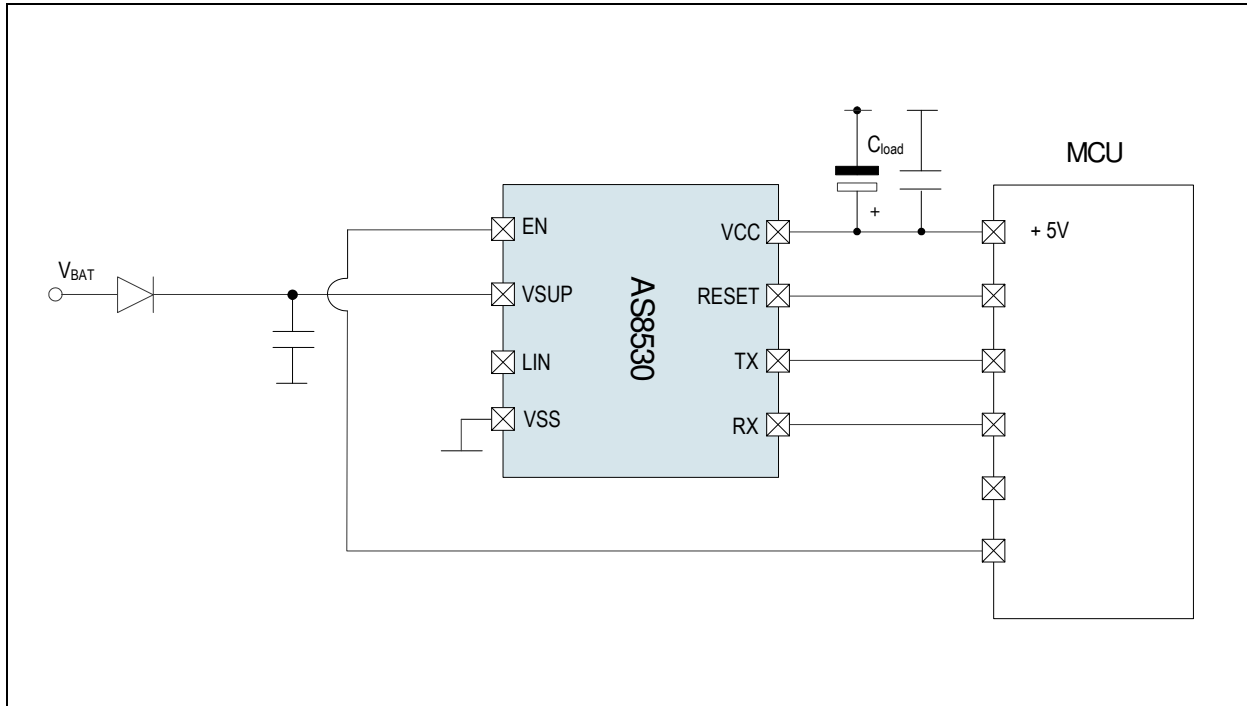 C_load
MCU
EN
VCC
+
+ 5V
V_BAT
VSUP
AS8530
RESET
LIN
TX
VSS
RX